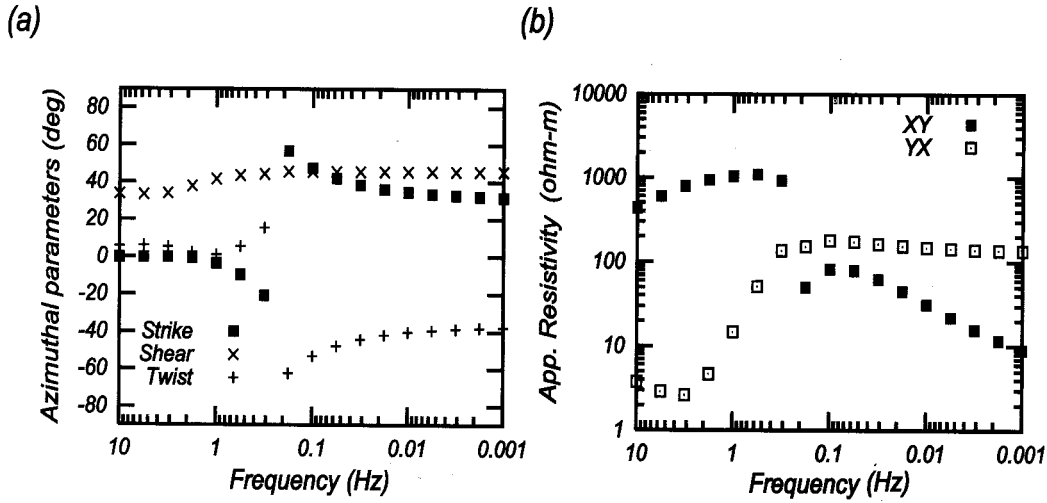 (a)
(b)
Azimuthal parameters (deg)
80
60
40
20
0
-20
-40
-60
-80
Strike
Shear
Twist
10
1
0.1
0.01
0.001
Frequency (Hz)
App. Resistivity (ohm-m)
10000
1000
100
10
1
XY
YX
10
1
0.1
0.01
0.001
Frequency (Hz)